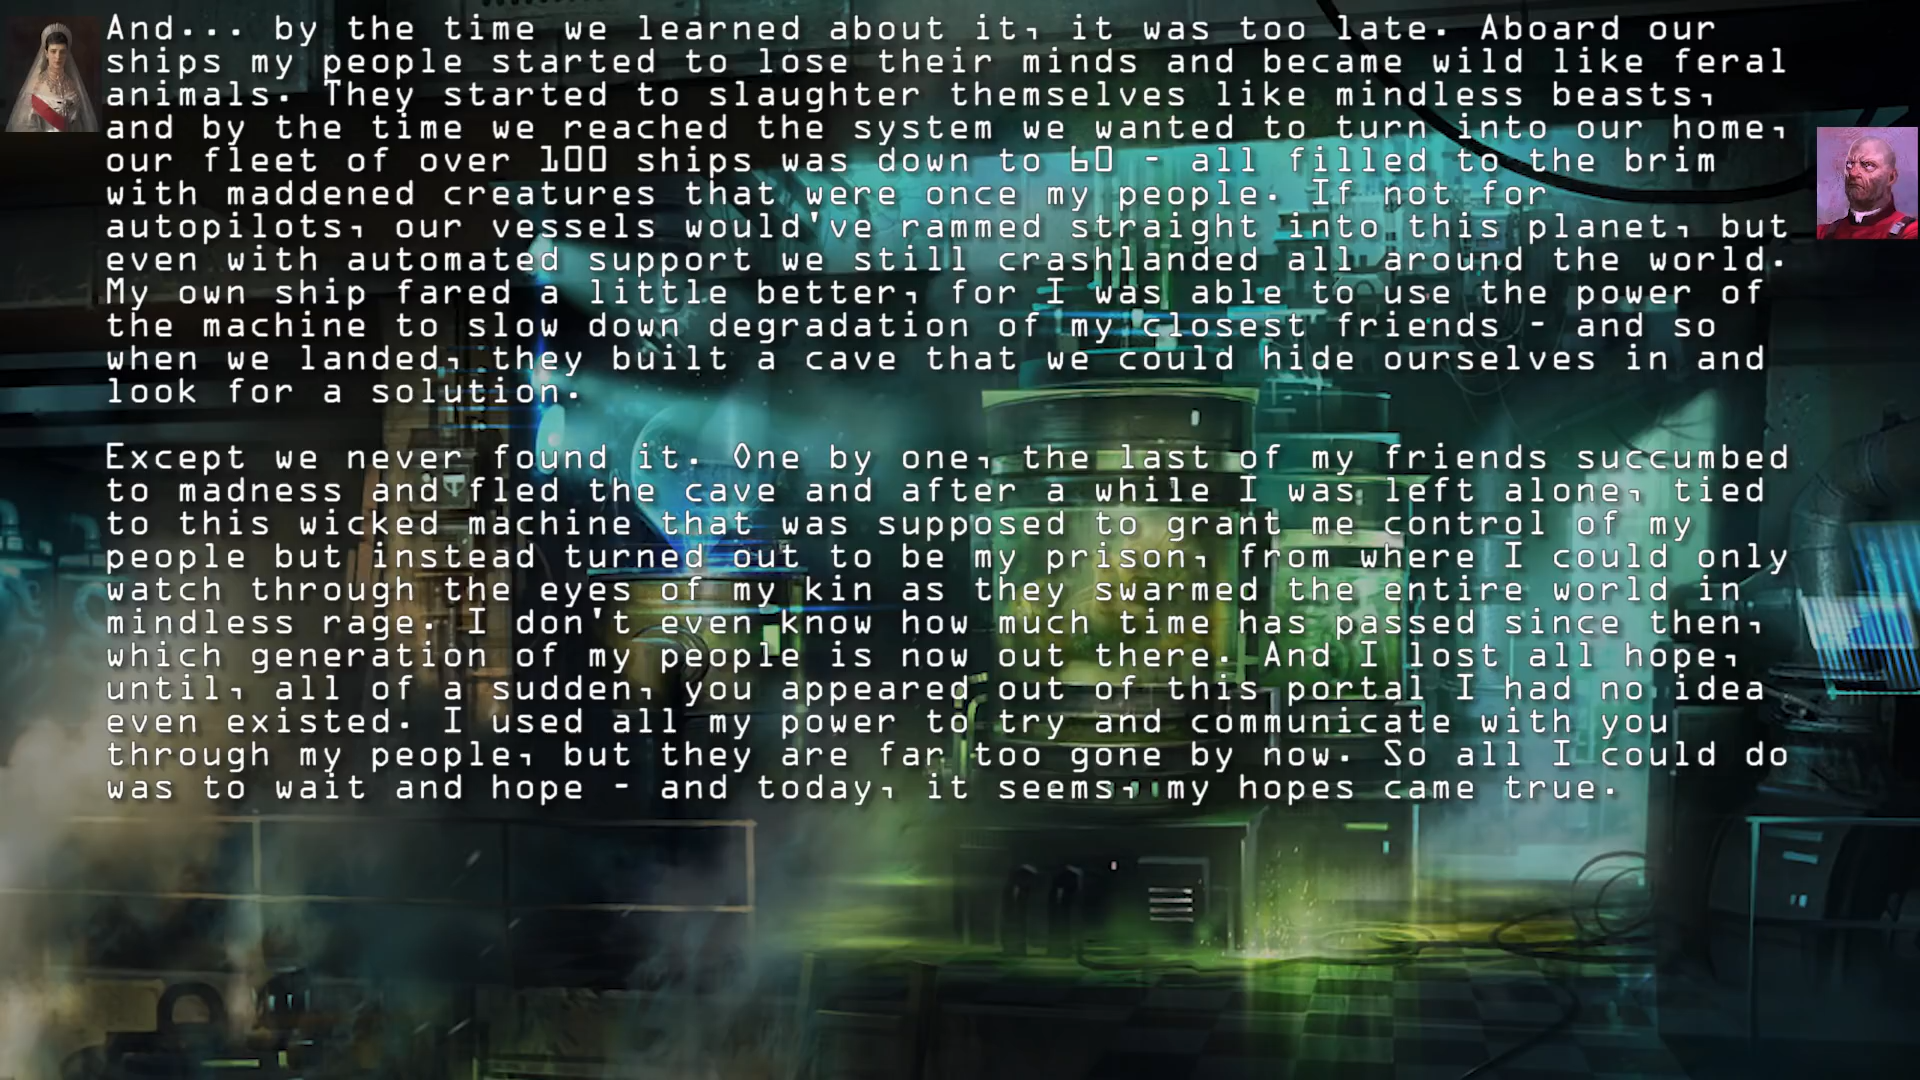 And... by the time we learned about it, it was too late. Aboard our
ships my people started to lose their minds and became wild like feral
animals. They started to slaughter themselves like mindless beasts,
and by the time we reached the system we wanted to turn into our home,
our fleet of over 100 ships was down to 60 - all filled to the brim
with maddened creatures that were once my people. If not for
autopilots, our vessels would've rammed straight into this planet, but
even with automated support we still crashlanded all around the world.
My own ship fared a little better, for I was able to use the power of
the machine to slow down degradation of my closest friends - and so
when we landed, they built a cave that we could hide ourselves in and
look for a solution.
Except we never found it. One by one, the last of my friends succumbed
to madness and fled the cave and after a while I was left alone, tied
to this wicked machine that was supposed to grant me control of my
people but instead turned out to be my prison, from where I could only
watch through the eyes of my kin as they swarmed the entire world in
mindless rage. I don't even know how much time has passed since then,
which generation of my people is now out there. And I lost all hope,
until, all of a sudden, you appeared out of this portal I had no idea
even existed. I used all my power to try and communicate with you
through my people, but they are far too gone by now. So all I could do
was to wait and hope - and today, it seems, my hopes came true.